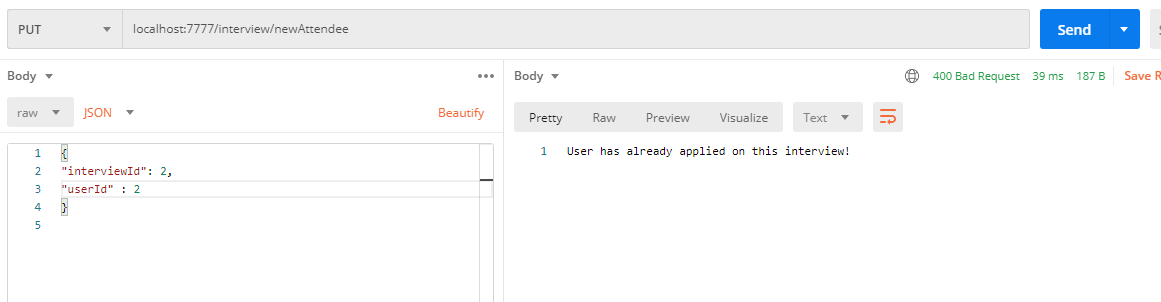 PUT localhost:7777/interview/newAttendee Send
Body ••• Body 400 Bad Request 39 ms 187 B Save R
raw JSON Beautify Pretty Raw Preview Visualize Text
1 {
2 "interviewId": 2,
3 "userId" : 2
4 }
5
1 User has already applied on this interview!